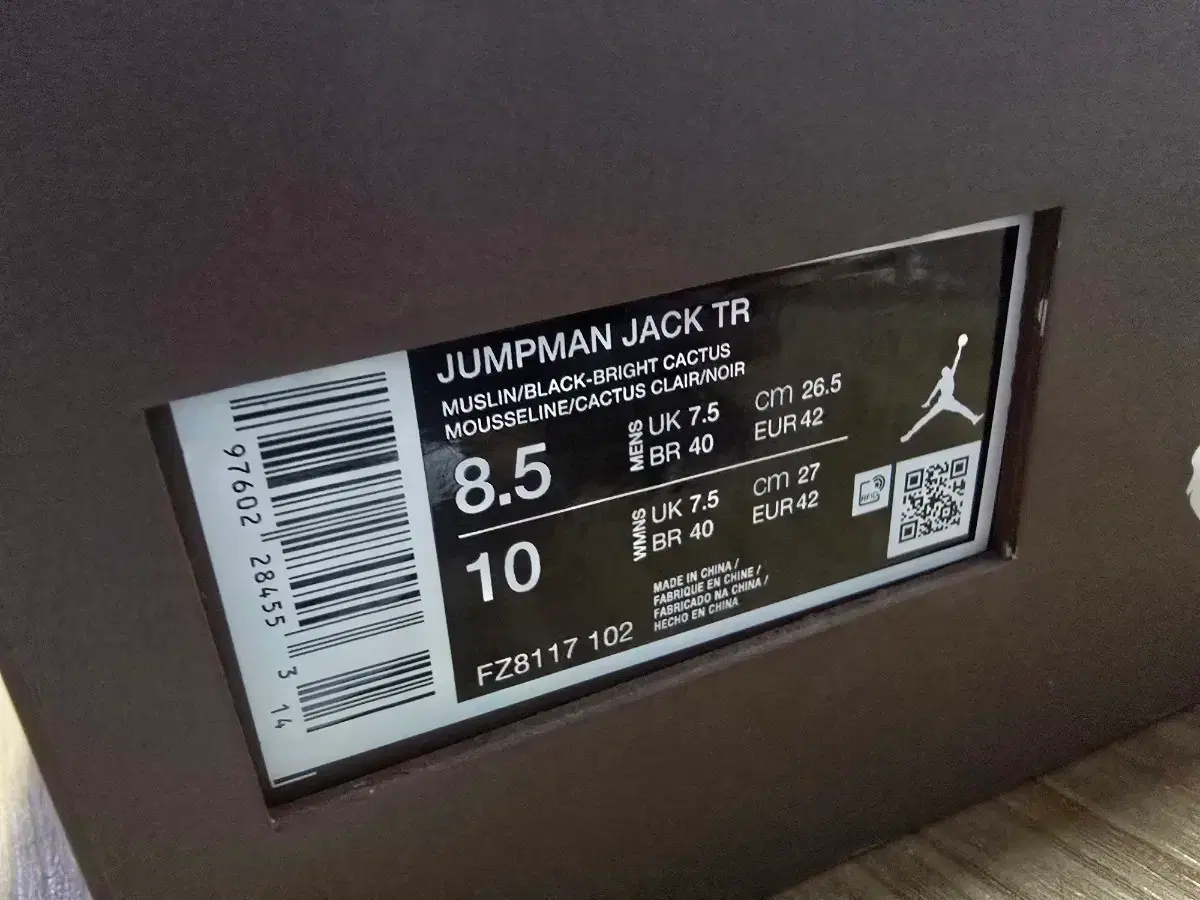 JUMPMAN JACK TR
MUSLIN/BLACK-BRIGHT CACTUS
MOUSSELINE/CACTUS CLAIR/NOIR
8.5 MENS UK 7.5 cm 26.5
BR 40 EUR 42
10 WMNS UK 7.5 cm 27
BR 40 EUR 42
RFID
MADE IN CHINA /
FABRIQUE EN CHINE /
FABRICADO NA CHINA /
HECHO EN CHINA
FZ8117 102
97602 28455 3 14